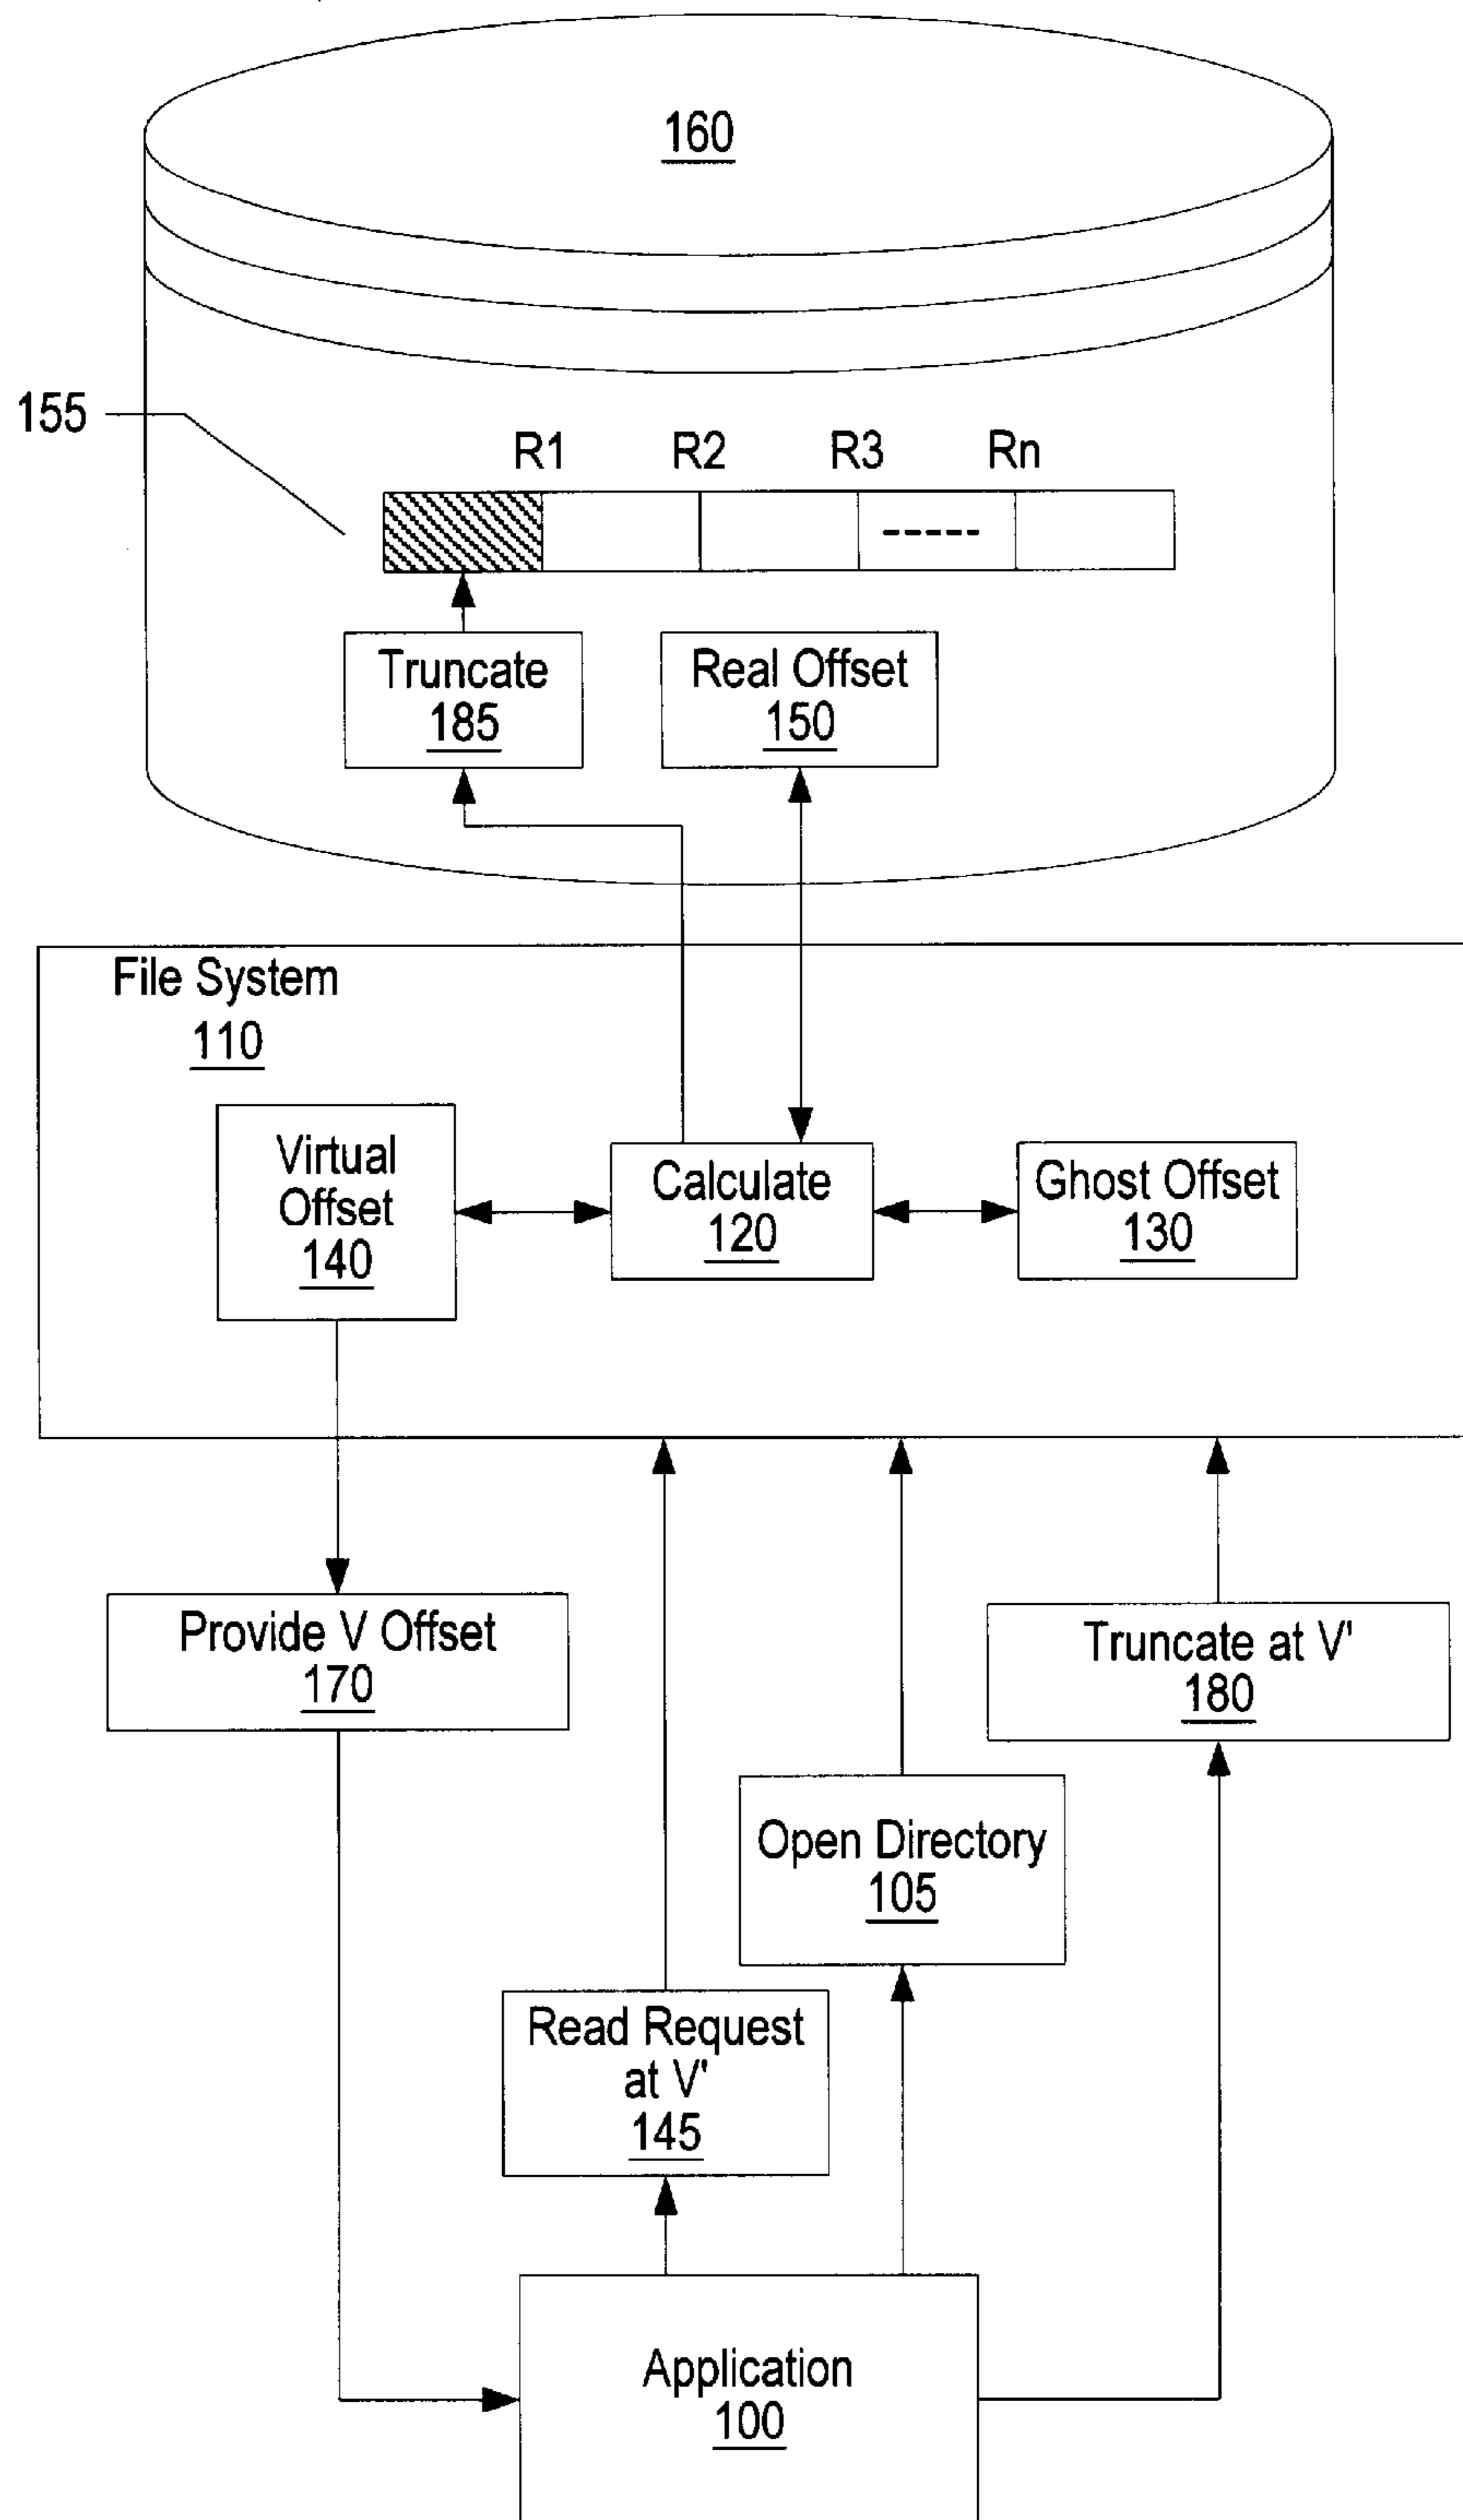 160
155
R1 R2 R3 Rn
Truncate
185
Real Offset
150
File System
110
Virtual
Offset
140
Calculate
120
Ghost Offset
130
Provide V Offset
170
Truncate at V'
180
Open Directory
105
Read Request
at V'
145
Application
100